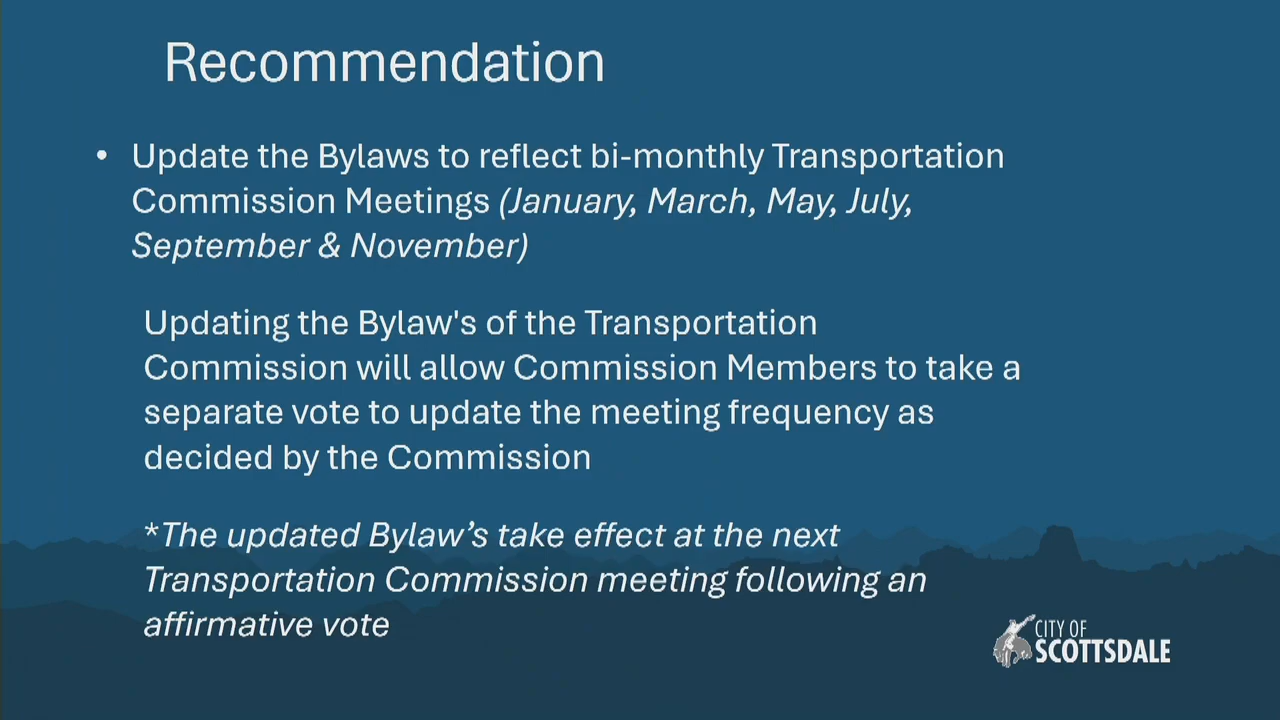 Recommendation
• Update the Bylaws to reflect bi-monthly Transportation
Commission Meetings (January, March, May, July,
September & November)
Updating the Bylaw's of the Transportation
Commission will allow Commission Members to take a
separate vote to update the meeting frequency as
decided by the Commission
*The updated Bylaw’s take effect at the next
Transportation Commission meeting following an
affirmative vote
CITY OF
SCOTTSDALE